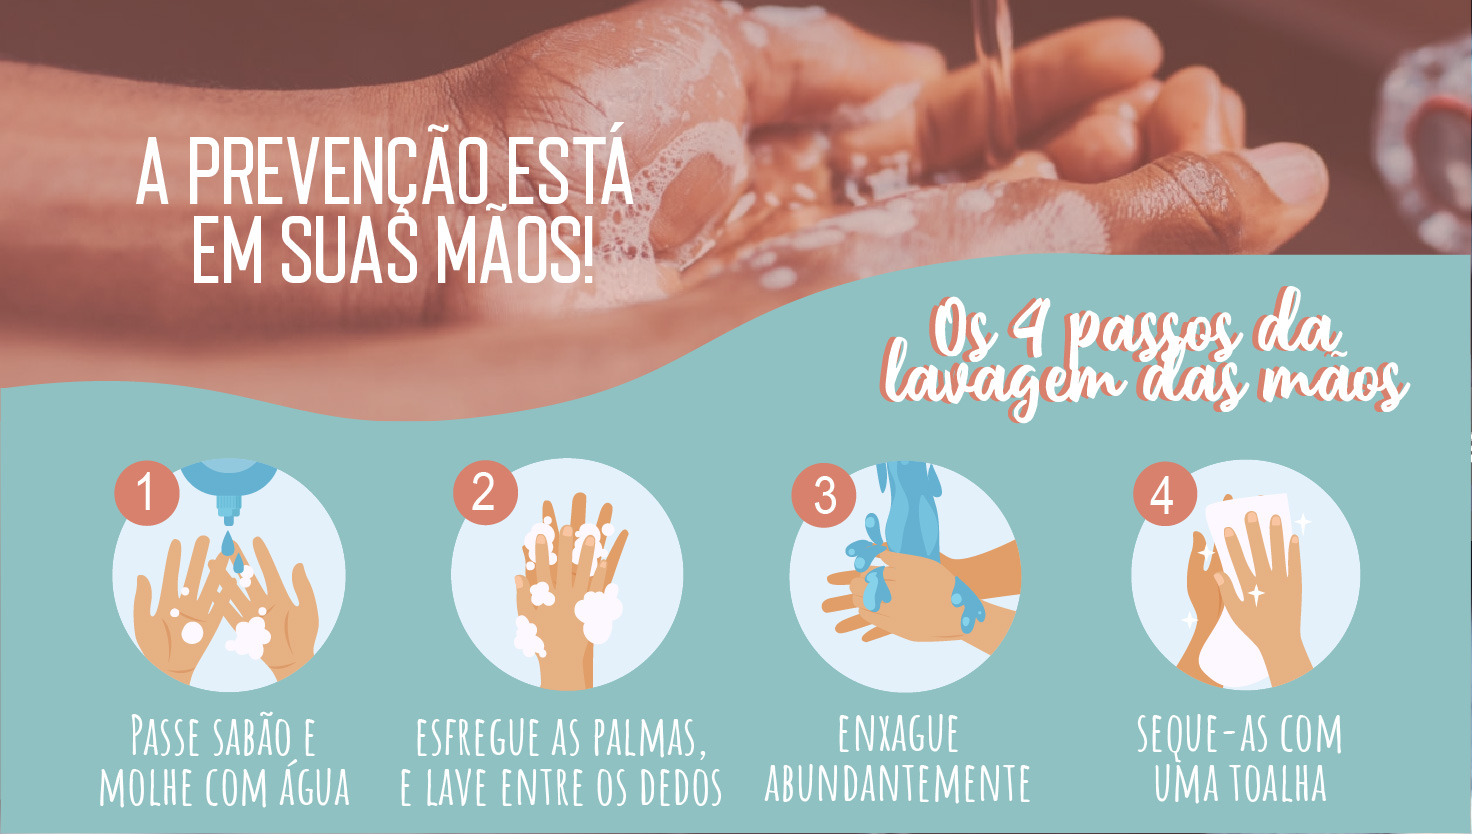 A PREVENÇÃO ESTÁ
EM SUAS MÃOS!
Os 4 passos da
lavagem das mãos
1
2
3
4
PASSE SABÃO E
MOLHE COM ÁGUA
ESFREGUE AS PALMAS,
E LAVE ENTRE OS DEDOS
ENXAGUE
ABUNDANTEMENTE
SEQUE-AS COM
UMA TOALHA